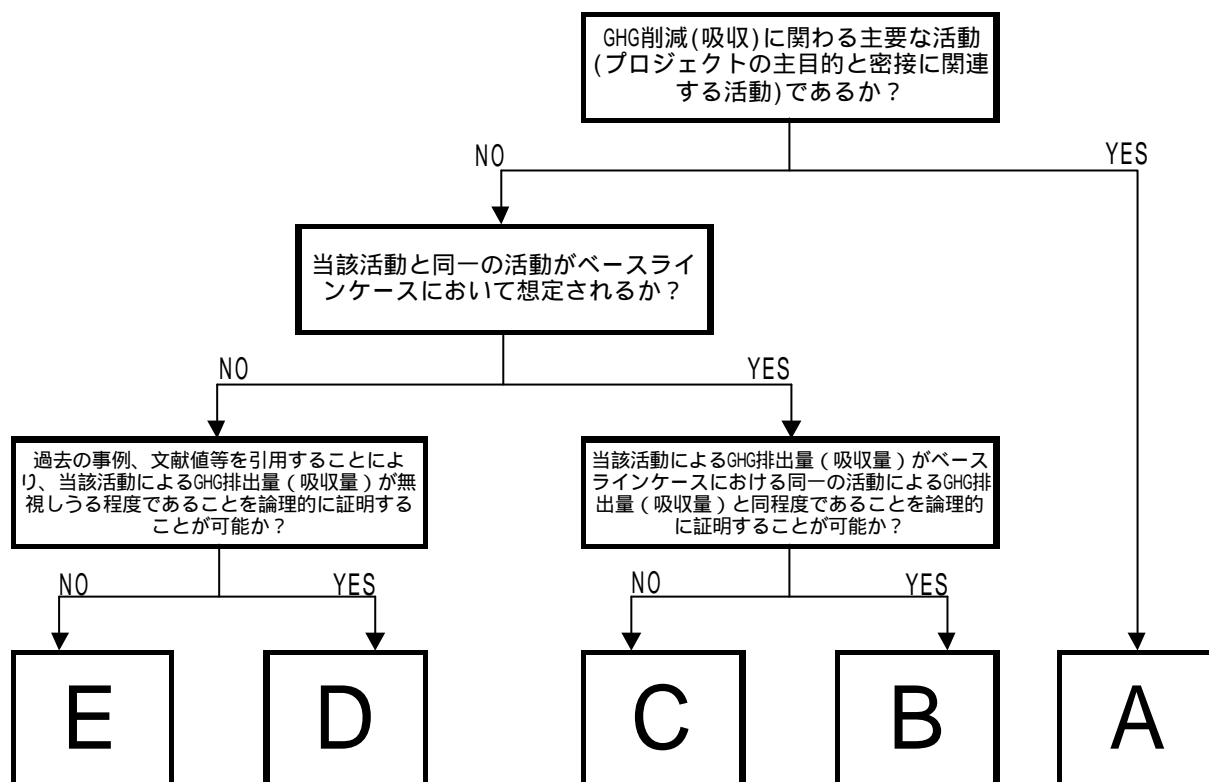 GHG削減(吸収)に関わる主要な活動
(プロジェクトの主目的と密接に関連
する活動)であるか？
NO
YES
当該活動と同一の活動がベースライ
ンケースにおいて想定されるか？
NO
YES
過去の事例、文献値等を引用することによ
り、当該活動によるGHG排出量（吸収量）が無
視しうる程度であることを論理的に証明する
ことが可能か？
当該活動によるGHG排出量（吸収量）がベース
ラインケースにおける同一の活動によるGHG排
出量（吸収量）と同程度であることを論理的
に証明することが可能か？
NO
YES
NO
YES
E
D
C
B
A